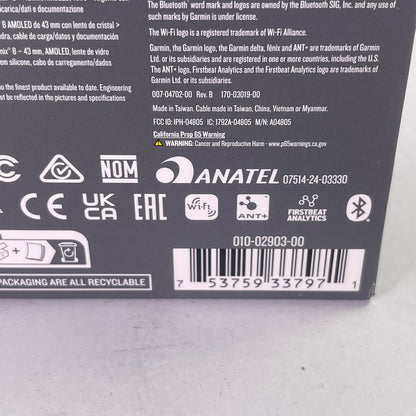 carica/dati e documentazione
8 AMOLED di 43 mm con lente di cristal >
dra, cable de carga/datos y documentación
nix® 8 – 43 mm, AMOLED, lente de vidro
em silicone, cabo de carregamento/dados
u the finest product available to date. Engineering
not be reflected in the pictures and specifications
The Bluetooth® word mark and logos are owned by the Bluetooth SIG, Inc. and any use of
such marks by Garmin is under license.
The Wi-Fi logo is a registered trademark of Wi-Fi Alliance.
Garmin, the Garmin logo, the Garmin delta, fēnix and ANT+ are trademarks of Garmin
Ltd. or its subsidiaries and are registered in one or more countries, including the U.S.
The ANT+ logo, Firstbeat Analytics and the Firstbeat Analytics logo are trademarks of
Garmin Ltd. or its subsidiaries.
007-04702-00 Rev. B 170-03019-00
Made in Taiwan. Cable made in Taiwan, China, Vietnam or Myanmar.
FCC ID: IPH-04805 IC: 1792A-04805 M/N: A04805
California Prop 65 Warning
WARNING: Cancer and Reproductive Harm - www.p65warnings.ca.gov
NOM
ANATEL 07514-24-03330
CE UK CA EAC Wi-Fi ANT+ FIRSTBEAT ANALYTICS
010-02903-00
PACKAGING ARE ALL RECYCLABLE
7 53759 33797 1